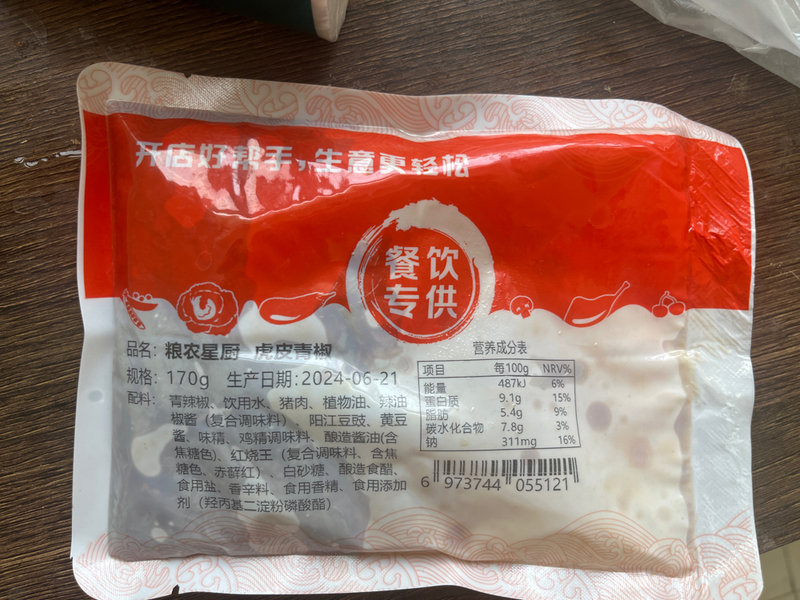 开店好帮手,生意更轻松
餐饮
专供
品名：粮农星厨 虎皮青椒
规格：170g 生产日期：2024-06-21
配料：青辣椒、饮用水、猪肉、植物油、辣油
椒酱（复合调味料） 阳江豆豉、黄豆
酱、味精、鸡精调味料、酿造酱油(含
焦糖色)、红烧王（复合调味料、含焦
糖色、赤藓红） 白砂糖、酿造食醋、
食用盐、香辛料、食用香精、食用添加
剂（羟丙基二淀粉磷酸酯）
营养成分表
项目 每100g NRV%
能量 487kJ 6%
蛋白质 9.1g 15%
脂肪 5.4g 9%
碳水化合物 7.8g 3%
钠 311mg 16%
6 973744 055121